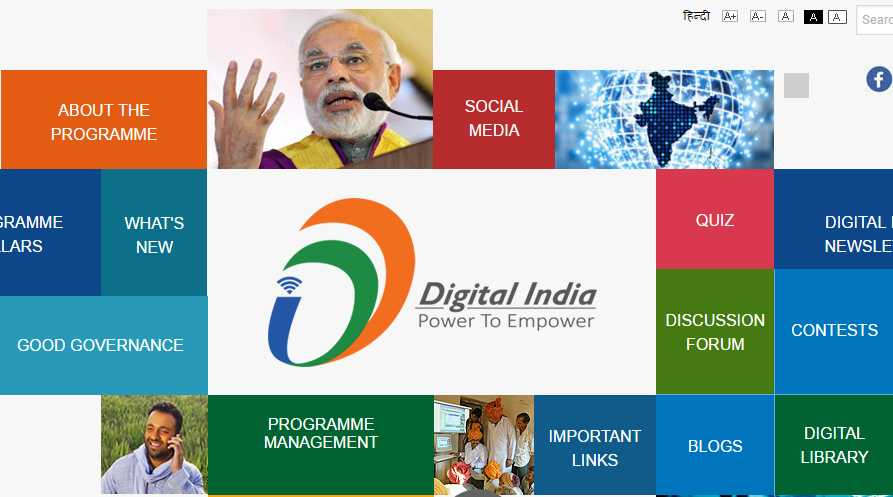 हिन्दी A+ A- A A A
Searc
ABOUT THE
PROGRAMME
SOCIAL
MEDIA
GRAMME
LARS
WHAT'S
NEW
QUIZ
DIGITAL
NEWSLE
Digital India
Power To Empower
GOOD GOVERNANCE
DISCUSSION
FORUM
CONTESTS
PROGRAMME
MANAGEMENT
IMPORTANT
LINKS
BLOGS
DIGITAL
LIBRARY